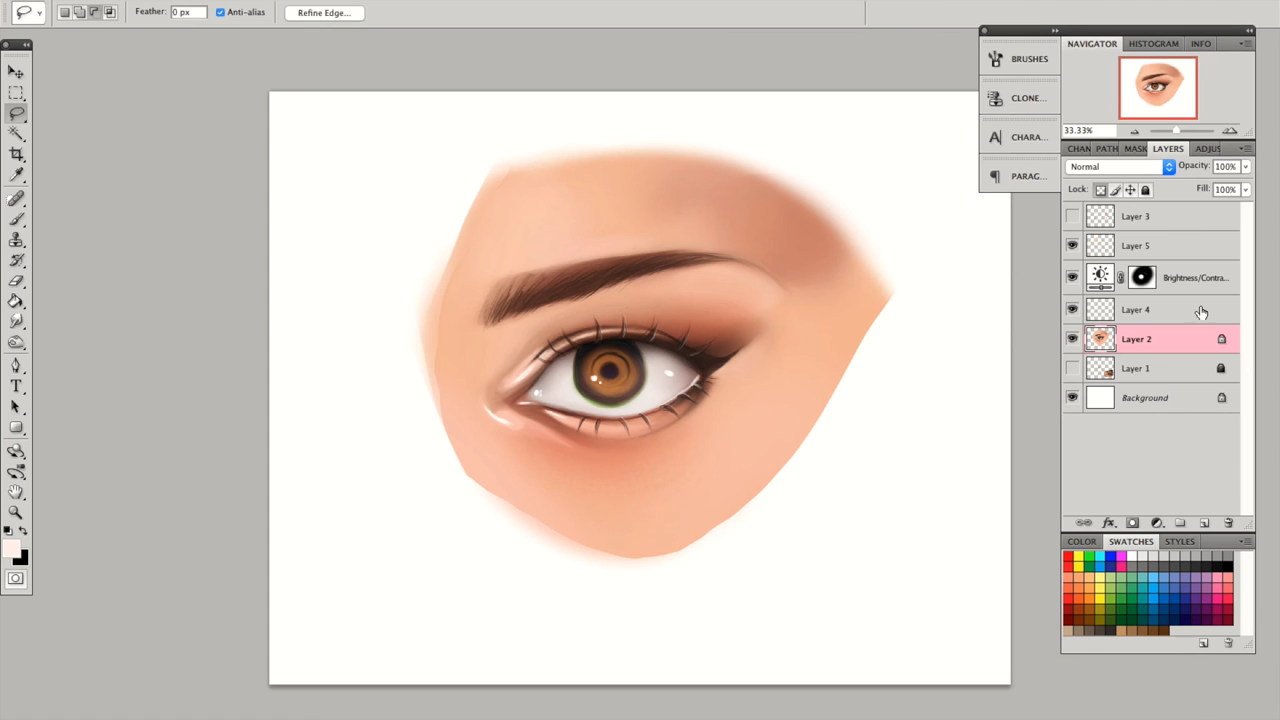 Feather: 0 px Anti-alias Refine Edge...
NAVIGATOR HISTOGRAM INFO
BRUSHES
CLONE...
CHARA...
PARAG...
33.33%
CHAN PATH MASK LAYERS ADJUS
Normal Opacity: 100%
Lock: Fill: 100%
Layer 3
Layer 5
Brightness/Contra...
Layer 4
Layer 2
Layer 1
Background
COLOR SWATCHES STYLES